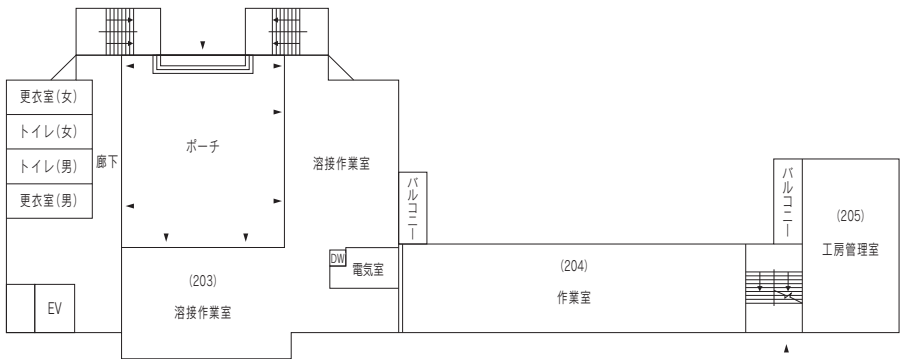 更衣室(女)
トイレ(女)
トイレ(男)
更衣室(男)
廊下
ポーチ
溶接作業室
バルコニー
バルコニー
(205)
工房管理室
DW
電気室
(204)
作業室
(203)
溶接作業室
EV